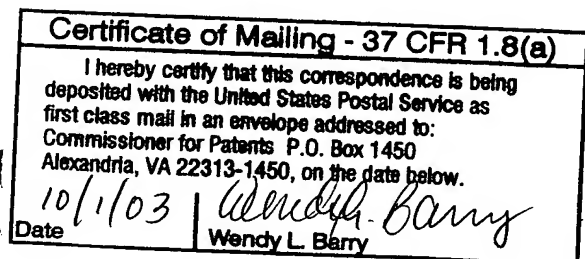 Certificate of Mailing - 37 CFR 1.8(a)
I hereby certify that this correspondence is being
deposited with the United States Postal Service as
first class mail in an envelope addressed to:
Commissioner for Patents P.O. Box 1450
Alexandria, VA 22313-1450, on the date below.
10/1/03 Wendy L. Barry
Date Wendy L. Barry